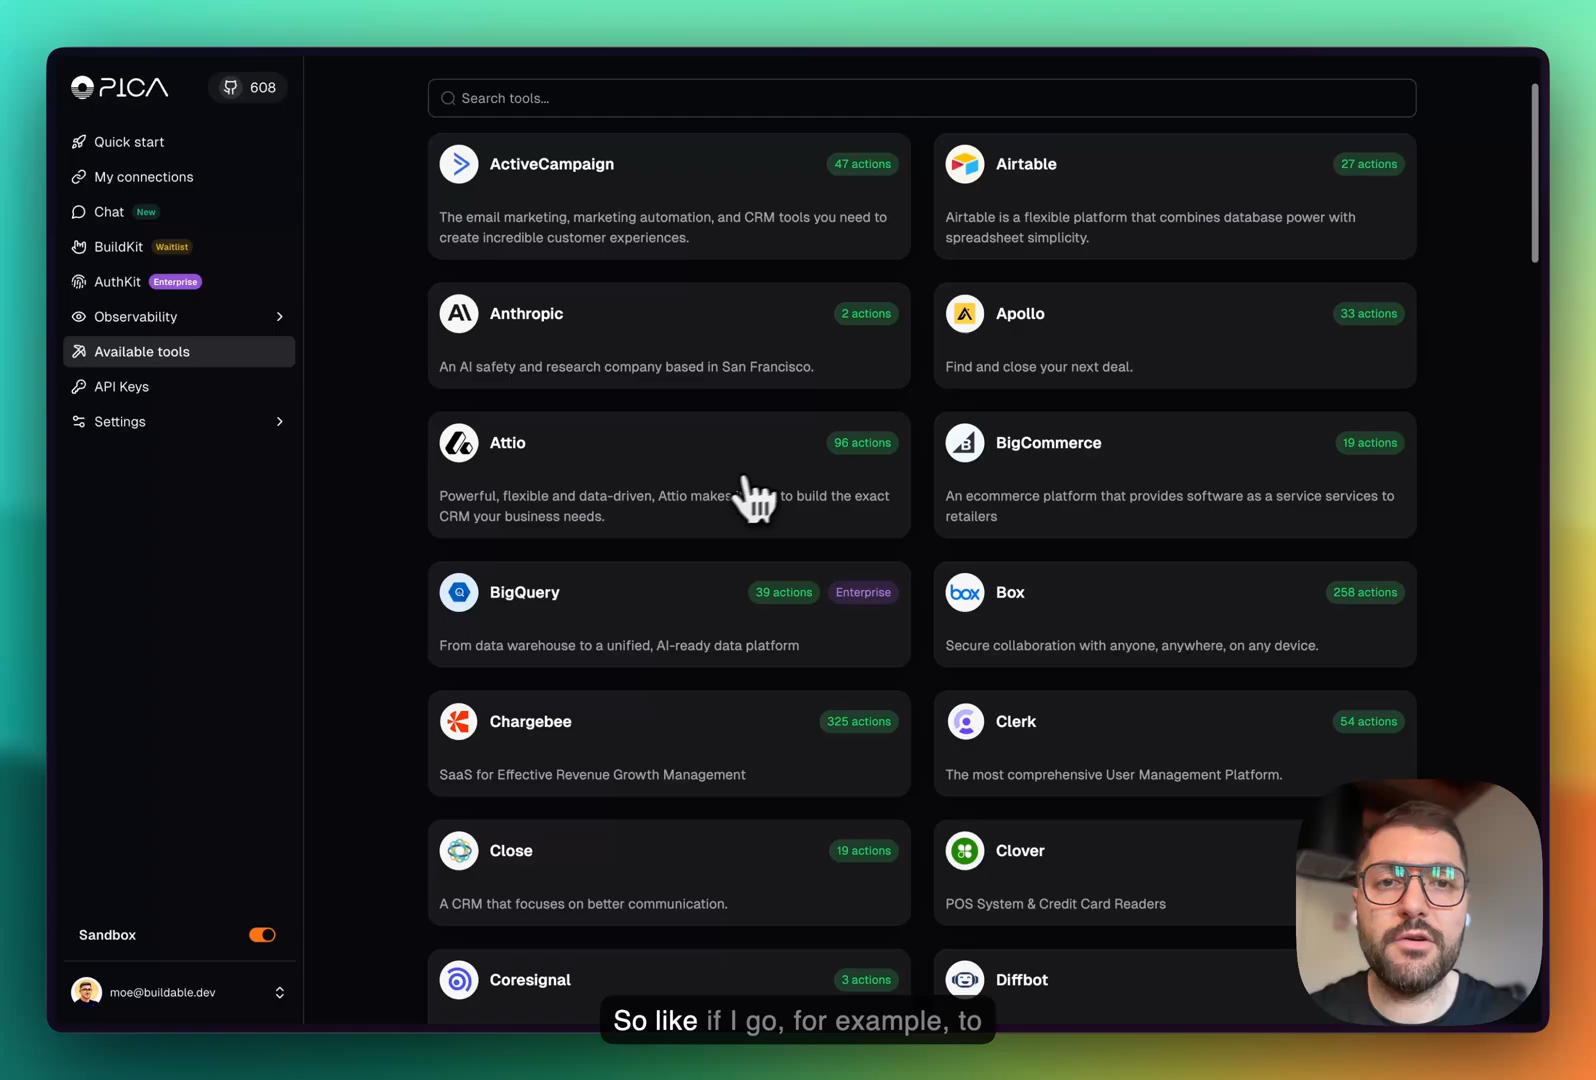 PICA
608
Quick start
My connections
Chat New
BuildKit Waitlist
AuthKit Enterprise
Observability
Available tools
API Keys
Settings
Sandbox
moe@buildable.dev
Search tools...
ActiveCampaign 47 actions
The email marketing, marketing automation, and CRM tools you need to
create incredible customer experiences.
Airtable 27 actions
Airtable is a flexible platform that combines database power with
spreadsheet simplicity.
Anthropic 2 actions
An AI safety and research company based in San Francisco.
Apollo 33 actions
Find and close your next deal.
Attio 96 actions
Powerful, flexible and data-driven, Attio makes to build the exact
CRM your business needs.
BigCommerce 19 actions
An ecommerce platform that provides software as a service services to
retailers
BigQuery 39 actions Enterprise
From data warehouse to a unified, AI-ready data platform
box Box 258 actions
Secure collaboration with anyone, anywhere, on any device.
Chargebee 325 actions
SaaS for Effective Revenue Growth Management
Clerk 54 actions
The most comprehensive User Management Platform.
Close 19 actions
A CRM that focuses on better communication.
Clover
POS System & Credit Card Readers
Coresignal 3 actions
Diffbot
So like if I go, for example, to